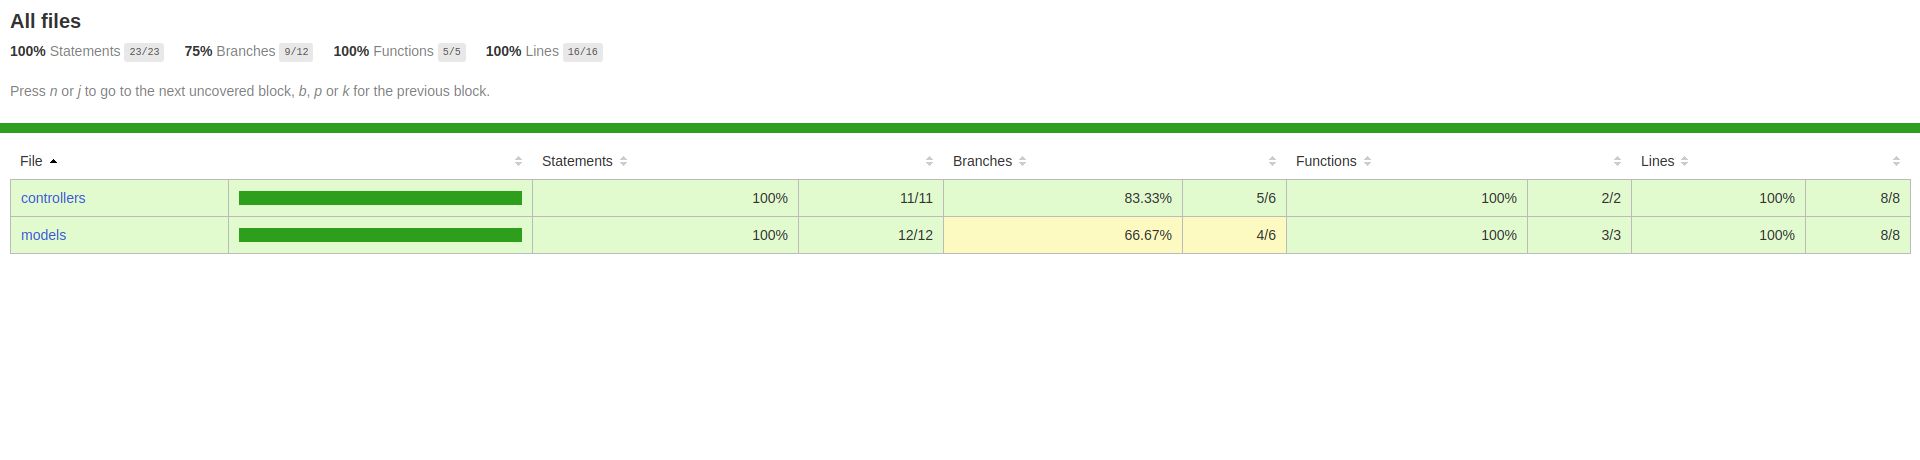 All files
100% Statements 23/23 75% Branches 9/12 100% Functions 5/5 100% Lines 16/16
Press n or j to go to the next uncovered block, b, p or k for the previous block.
File Statements Branches Functions Lines
controllers 100% 11/11 83.33% 5/6 100% 2/2 100% 8/8
models 100% 12/12 66.67% 4/6 100% 3/3 100% 8/8